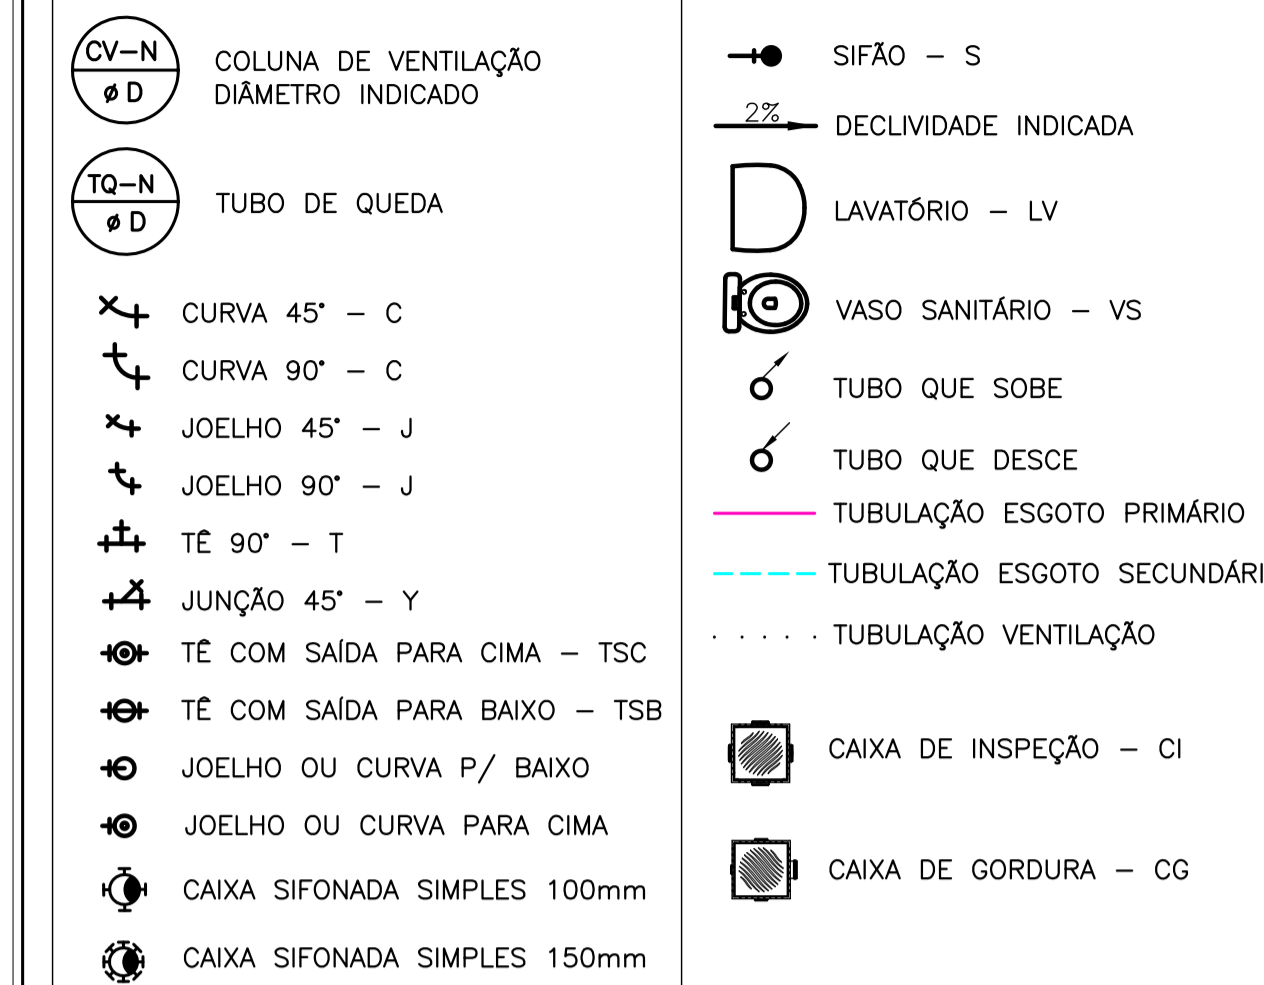 CV-N
ø D
COLUNA DE VENTILAÇÃO
DIÂMETRO INDICADO
TQ-N
ø D
TUBO DE QUEDA
CURVA 45° - C
CURVA 90° - C
JOELHO 45° - J
JOELHO 90° - J
TÊ 90° - T
JUNÇÃO 45° - Y
TÊ COM SAÍDA PARA CIMA - TSC
TÊ COM SAÍDA PARA BAIXO - TSB
JOELHO OU CURVA P/ BAIXO
JOELHO OU CURVA PARA CIMA
CAIXA SIFONADA SIMPLES 100mm
CAIXA SIFONADA SIMPLES 150mm
SIFÃO - S
2%
DECLIVIDADE INDICADA
LAVATÓRIO - LV
VASO SANITÁRIO - VS
TUBO QUE SOBE
TUBO QUE DESCE
TUBULAÇÃO ESGOTO PRIMÁRIO
TUBULAÇÃO ESGOTO SECUNDÁRI
TUBULAÇÃO VENTILAÇÃO
CAIXA DE INSPEÇÃO - CI
CAIXA DE GORDURA - CG